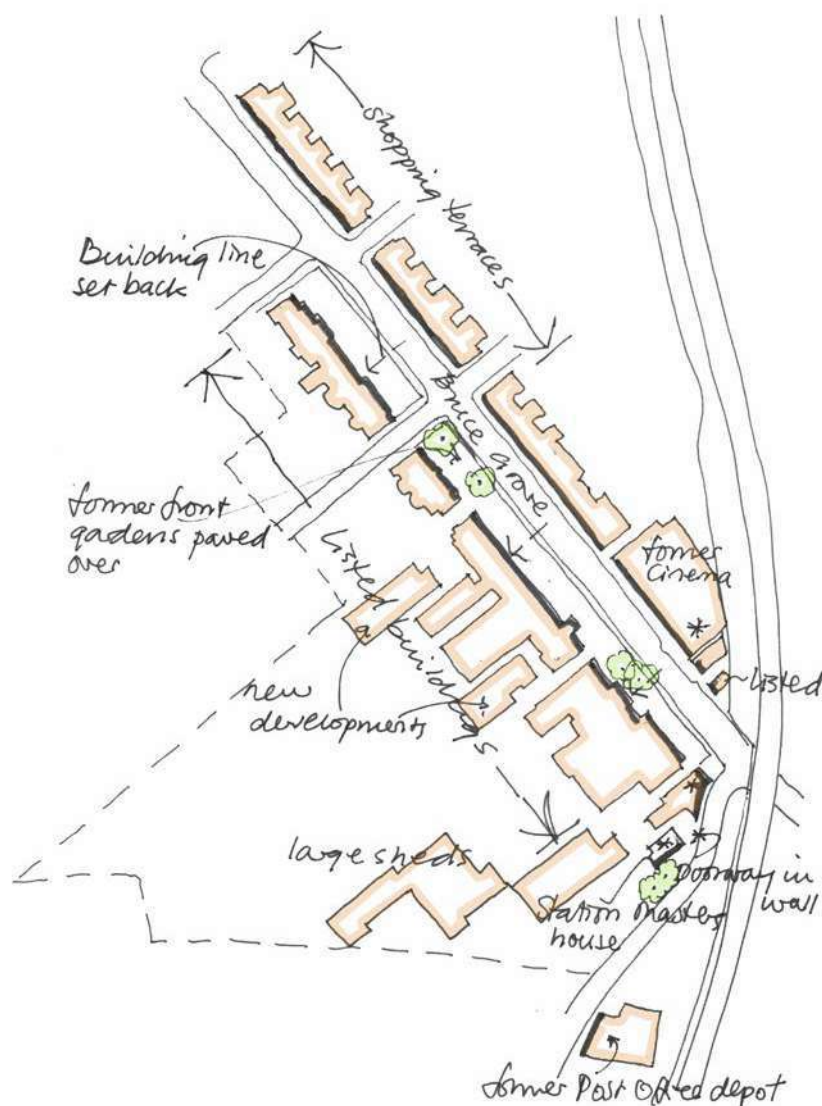 shopping terraces
Building line
set back
Bruce Grove
former front
gardens paved
over
former
Cinema
Listed buildings
Listed
new
developments
large sheds
Doorway in
wall
Station Masters
house
former Post Office depot